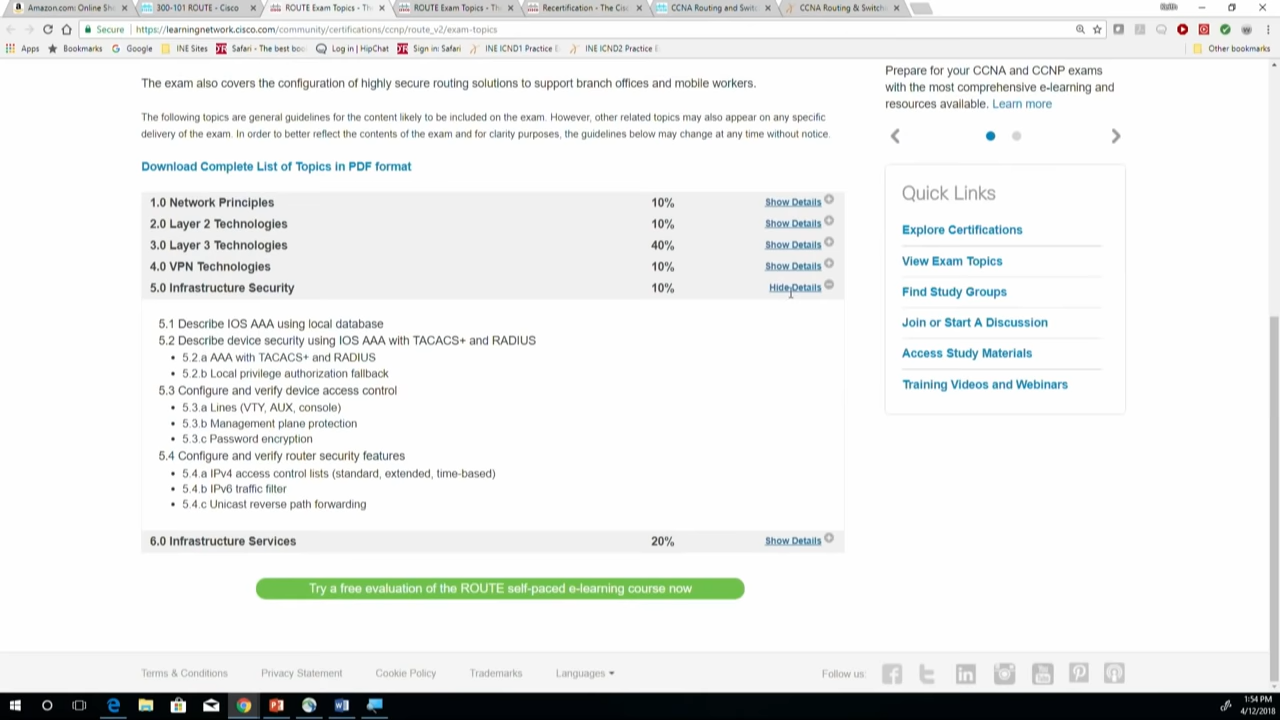 Amazon.com: Online Sh
300-101 ROUTE - Cisco
ROUTE Exam Topics - Th
ROUTE Exam Topics - Th
Recertification - The Cis
CCNA Routing and Switc
CCNA Routing & Switch
Secure
https://learningnetwork.cisco.com/community/certifications/ccnp/route_v2/exam-topics
Apps
Bookmarks
Google
INE Sites
Safari - The best boo
Log in | HipChat
Sign in: Safari
INE ICND1 Practice E
INE ICND2 Practice E
Other bookmarks
The exam also covers the configuration of highly secure routing solutions to support branch offices and mobile workers.
The following topics are general guidelines for the content likely to be included on the exam. However, other related topics may also appear on any specific
delivery of the exam. In order to better reflect the contents of the exam and for clarity purposes, the guidelines below may change at any time without notice.
Download Complete List of Topics in PDF format
1.0 Network Principles 10% Show Details
2.0 Layer 2 Technologies 10% Show Details
3.0 Layer 3 Technologies 40% Show Details
4.0 VPN Technologies 10% Show Details
5.0 Infrastructure Security 10% Hide Details
5.1 Describe IOS AAA using local database
5.2 Describe device security using IOS AAA with TACACS+ and RADIUS
• 5.2.a AAA with TACACS+ and RADIUS
• 5.2.b Local privilege authorization fallback
5.3 Configure and verify device access control
• 5.3.a Lines (VTY, AUX, console)
• 5.3.b Management plane protection
• 5.3.c Password encryption
5.4 Configure and verify router security features
• 5.4.a IPv4 access control lists (standard, extended, time-based)
• 5.4.b IPv6 traffic filter
• 5.4.c Unicast reverse path forwarding
6.0 Infrastructure Services 20% Show Details
Try a free evaluation of the ROUTE self-paced e-learning course now
Prepare for your CCNA and CCNP exams
with the most comprehensive e-learning and
resources available. Learn more
Quick Links
Explore Certifications
View Exam Topics
Find Study Groups
Join or Start A Discussion
Access Study Materials
Training Videos and Webinars
Terms & Conditions
Privacy Statement
Cookie Policy
Trademarks
Languages
Follow us:
1:54 PM
4/12/2018